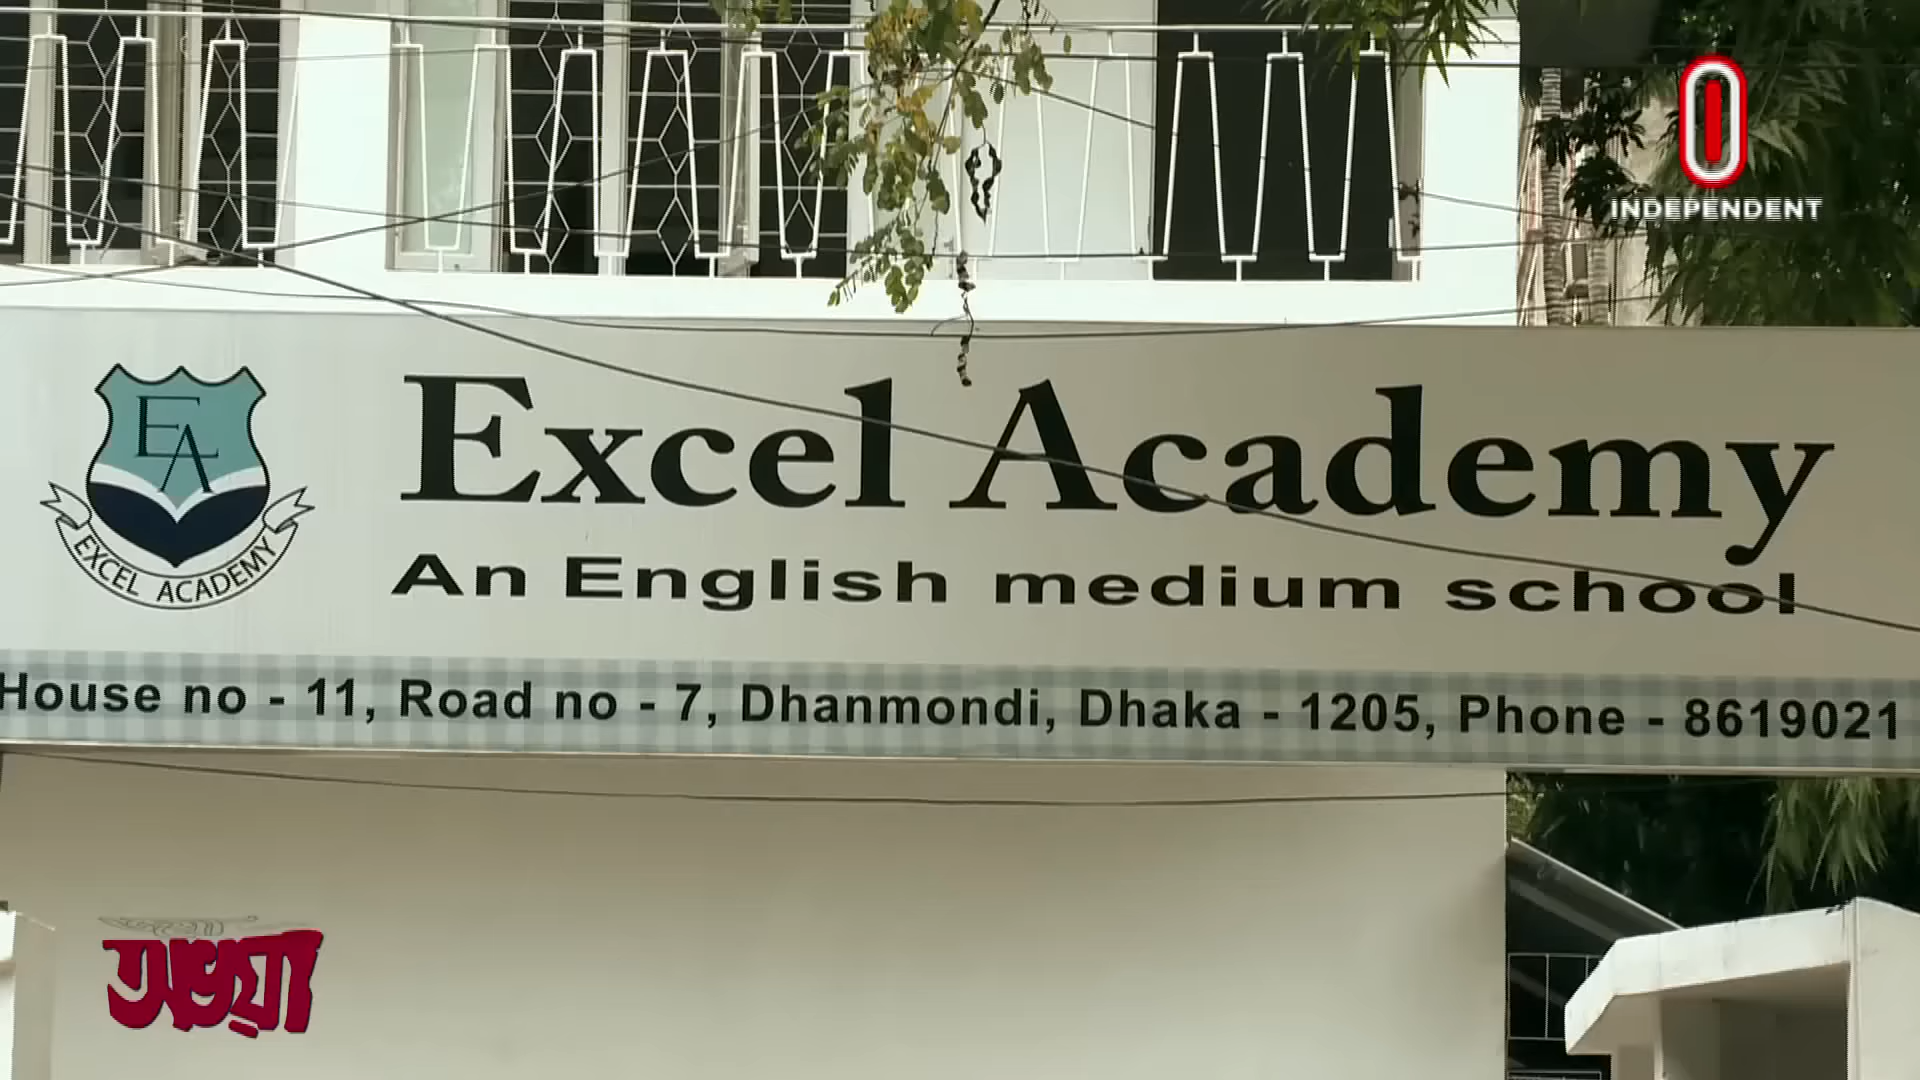 INDEPENDENT
EA
EXCEL ACADEMY
Excel Academy
An English medium school
House no - 11, Road no - 7, Dhanmondi, Dhaka - 1205, Phone - 8619021
অভয়া